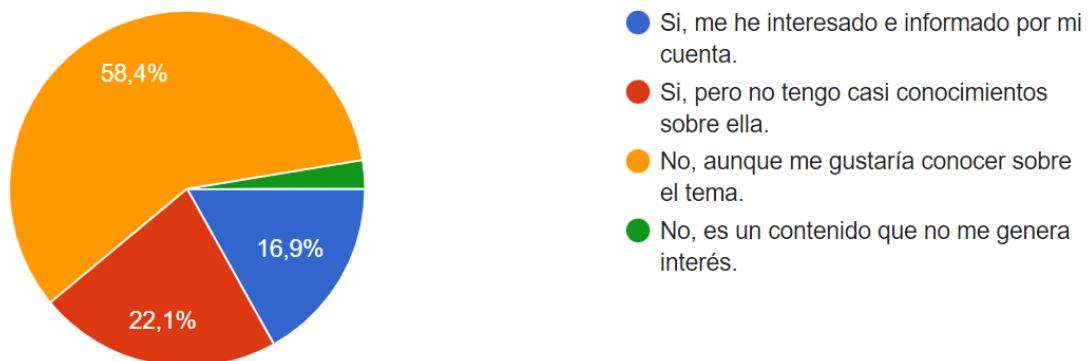 58,4%
16,9%
22,1%
Si, me he interesado e informado por mi
cuenta.
Si, pero no tengo casi conocimientos
sobre ella.
No, aunque me gustaría conocer sobre
el tema.
No, es un contenido que no me genera
interés.